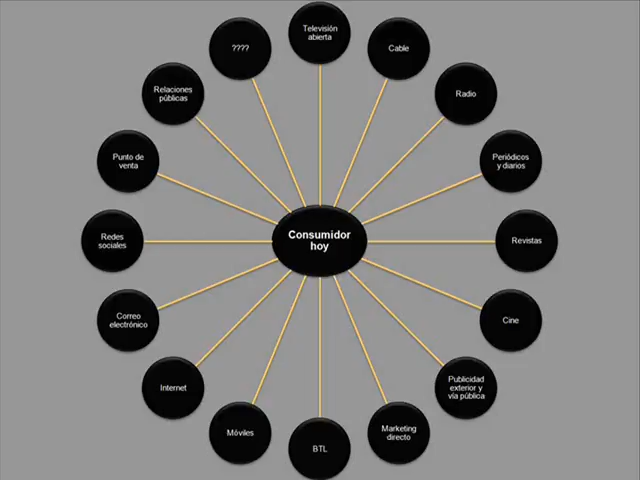 Televisión
abierta
Cable
Radio
Periódicos
y diarios
Revistas
Cine
Publicidad
exterior y
vía pública
Marketing
directo
BTL
Móviles
Internet
Correo
electrónico
Redes
sociales
Punto de
venta
Relaciones
públicas
????
Consumidor
hoy